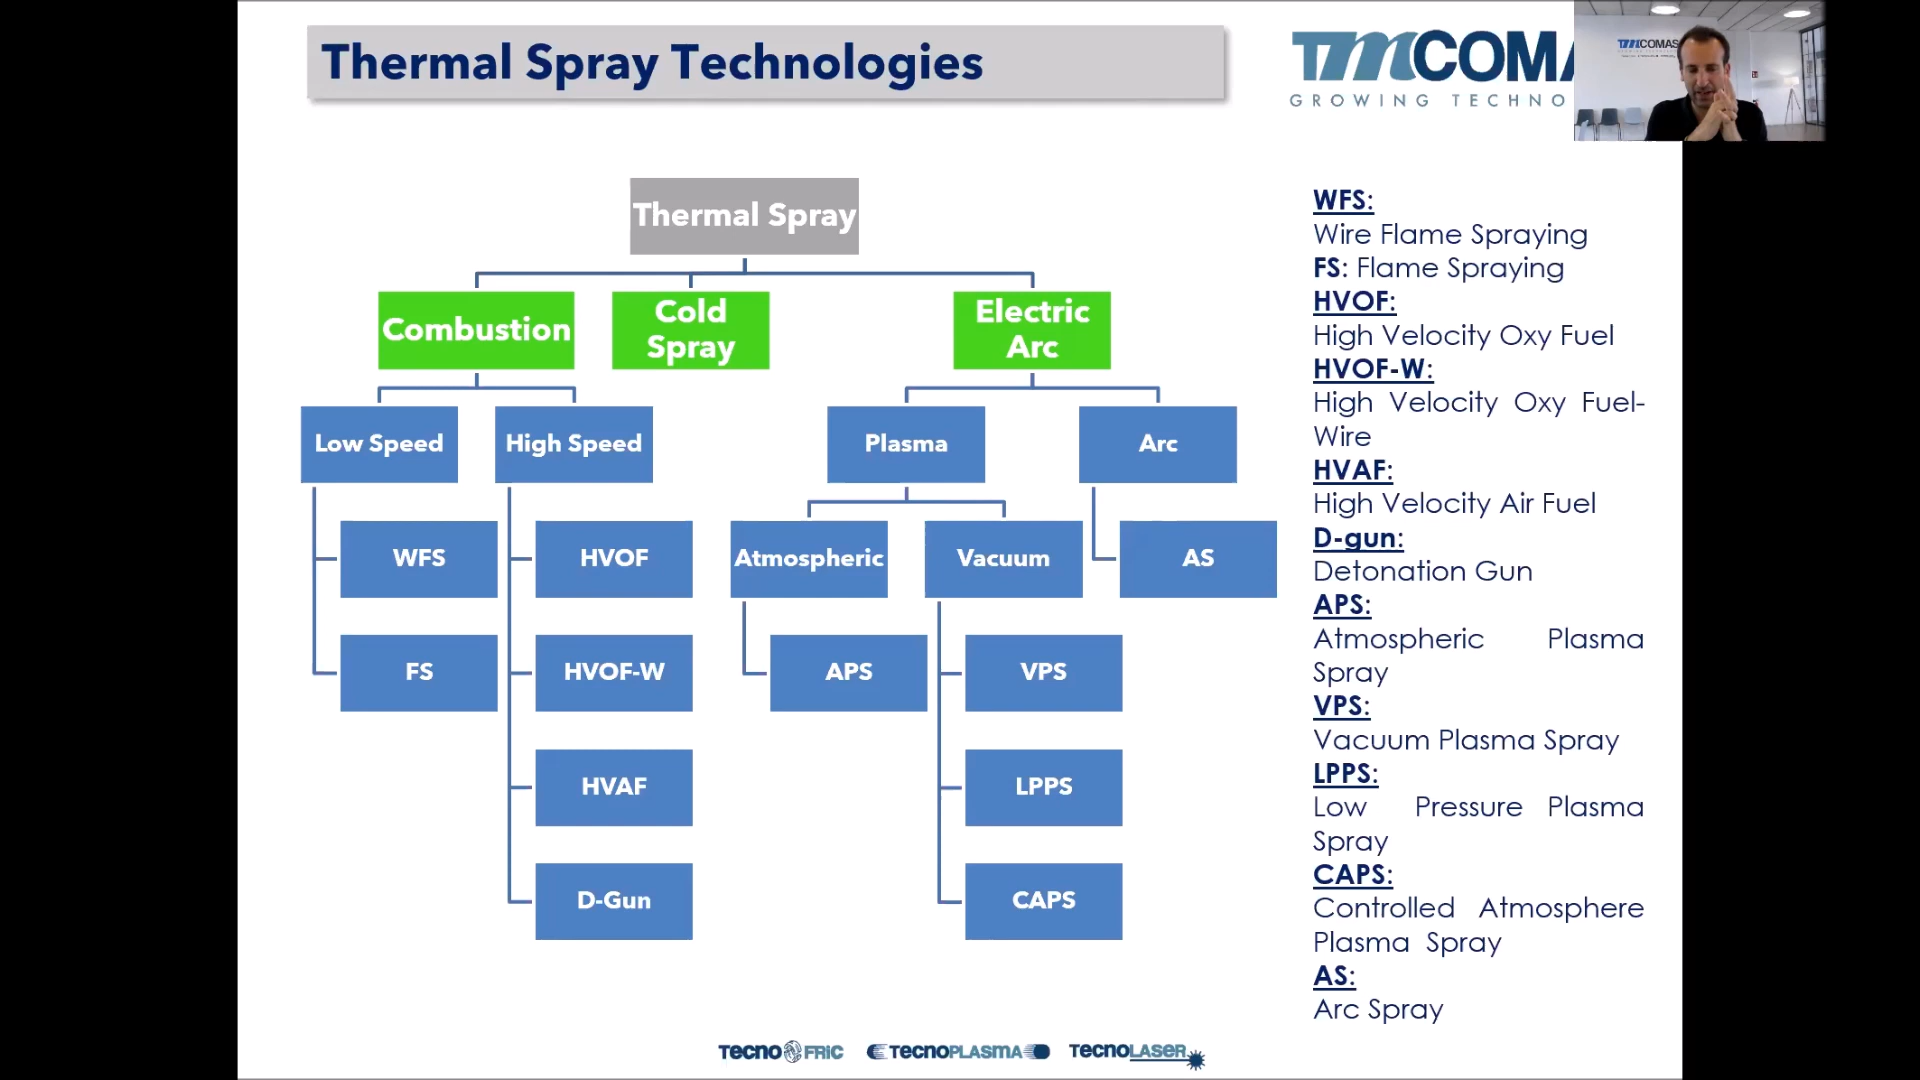 Thermal Spray Technologies
TMCOMA
GROWING TECHNO
TMCOMAS
Thermal Spray
Combustion
Cold
Spray
Electric
Arc
Low Speed
High Speed
Plasma
Arc
WFS
HVOF
Atmospheric
Vacuum
AS
FS
HVOF-W
APS
VPS
HVAF
LPPS
D-Gun
CAPS
WFS:
Wire Flame Spraying
FS: Flame Spraying
HVOF:
High Velocity Oxy Fuel
HVOF-W:
High Velocity Oxy Fuel-
Wire
HVAF:
High Velocity Air Fuel
D-gun:
Detonation Gun
APS:
Atmospheric Plasma
Spray
VPS:
Vacuum Plasma Spray
LPPS:
Low Pressure Plasma
Spray
CAPS:
Controlled Atmosphere
Plasma Spray
AS:
Arc Spray
TECNOFRIC
TECNOPLASMA
TECNOLASER